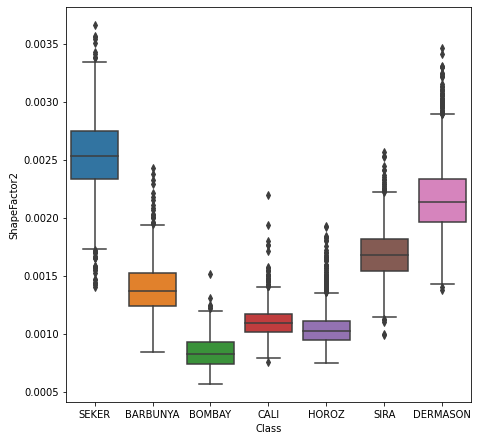 ShapeFactor2
0.0035
0.0030
0.0025
0.0020
0.0015
0.0010
0.0005
SEKER BARBUNYA BOMBAY CALI HOROZ SIRA DERMASON
Class